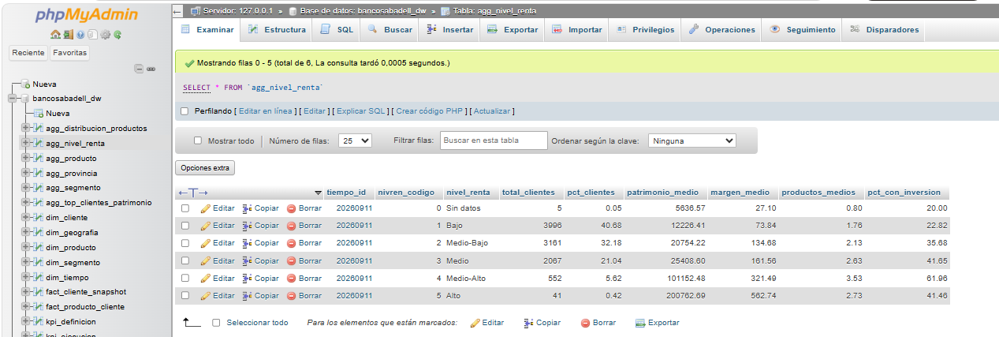 phpMyAdmin
Reciente Favoritas
Nueva
bancosabadell_dw
Nueva
agg_distribucion_productos
agg_nivel_renta
agg_producto
agg_provincia
agg_segmento
agg_top_clientes_patrimonio
dim_cliente
dim_geografia
dim_producto
dim_segmento
dim_tiempo
fact_cliente_snapshot
fact_producto_cliente
kpi_definicion
kpi_ejecucion
Servidor: 127.0.0.1 » Base de datos: bancosabadell_dw » Tabla: agg_nivel_renta
Examinar Estructura SQL Buscar Insertar Exportar Importar Privilegios Operaciones Seguimiento Disparadores
Mostrando filas 0 - 5 (total de 6, La consulta tardó 0,0005 segundos.)
SELECT * FROM `agg_nivel_renta`
Perfilando [ Editar en línea ] [ Editar ] [ Explicar SQL ] [ Crear código PHP ] [ Actualizar ]
Mostrar todo | Número de filas: 25 Filtrar filas: Buscar en esta tabla Ordenar según la clave: Ninguna
Opciones extra
←T→ tiempo_id nivren_codigo nivel_renta total_clientes pct_clientes patrimonio_medio margen_medio productos_medios pct_con_inversion
Editar Copiar Borrar 20260911 0 Sin datos 5 0.05 5636.57 27.10 0.80 20.00
Editar Copiar Borrar 20260911 1 Bajo 3996 40.68 12226.41 73.84 1.76 22.82
Editar Copiar Borrar 20260911 2 Medio-Bajo 3161 32.18 20754.22 134.68 2.13 35.68
Editar Copiar Borrar 20260911 3 Medio 2067 21.04 25408.60 161.56 2.63 41.65
Editar Copiar Borrar 20260911 4 Medio-Alto 552 5.62 101152.48 321.49 3.53 61.96
Editar Copiar Borrar 20260911 5 Alto 41 0.42 200762.69 562.74 2.73 41.46
Seleccionar todo Para los elementos que están marcados: Editar Copiar Borrar Exportar